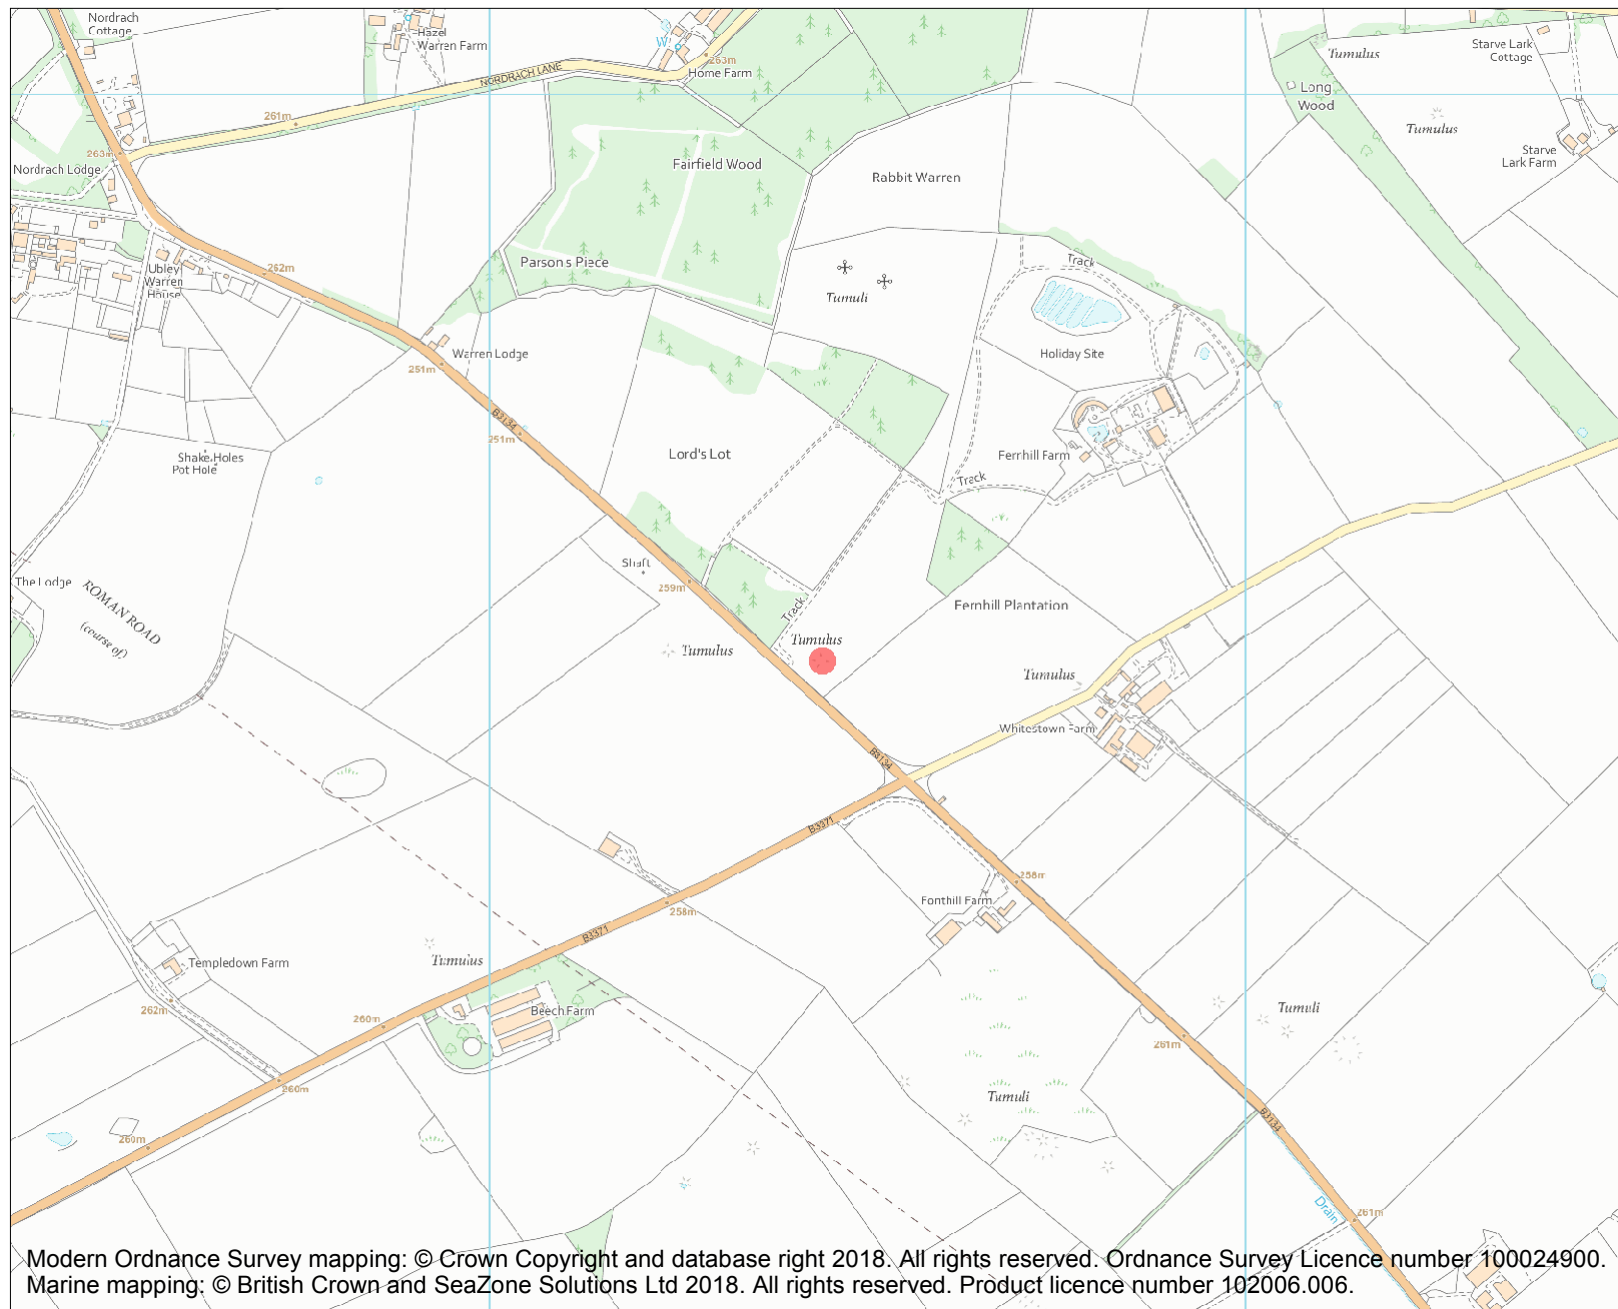 Nordrach
Cottage
Hazel
Warren Farm
W
263m
Home Farm
NORDRACH LANE
Tumulus
Starve Lark
Cottage
Long
Wood
261m
263m
Tumulus
Starve
Lark Farm
Nordrach Lodge
Fairfield Wood
Rabbit Warren
262m
Ubley
Warren
House
Parson's Piece
Track
Tumuli
Warren Lodge
251m
Holiday Site
B3134
251m
Shake Holes
Pot Hole
Lord's Lot
Fernhill Farm
Track
The Lodge
ROMAN ROAD
(course of)
Shaft
259m
Track
Fernhill Plantation
Tumulus
Tumulus
Tumulus
Whitestown Farm
B3134
B3371
258m
Fonthill Farm
258m
B3371
Templedown Farm
Tumulus
262m
260m
Beech Farm
Tumuli
261m
260m
Tumuli
B3134
260m
Drain
261m
Modern Ordnance Survey mapping: © Crown Copyright and database right 2018. All rights reserved. Ordnance Survey Licence number 100024900.
Marine mapping: © British Crown and SeaZone Solutions Ltd 2018. All rights reserved. Product licence number 102006.006.